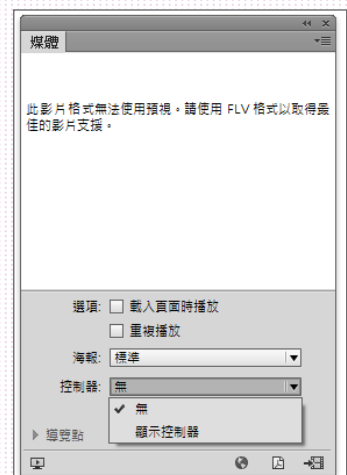 媒體
此影片格式無法使用預視。請使用 FLV 格式以取得最
佳的影片支援。
選項: 載入頁面時播放
重複播放
海報: 標準
控制器: 無
無
顯示控制器
導覽點